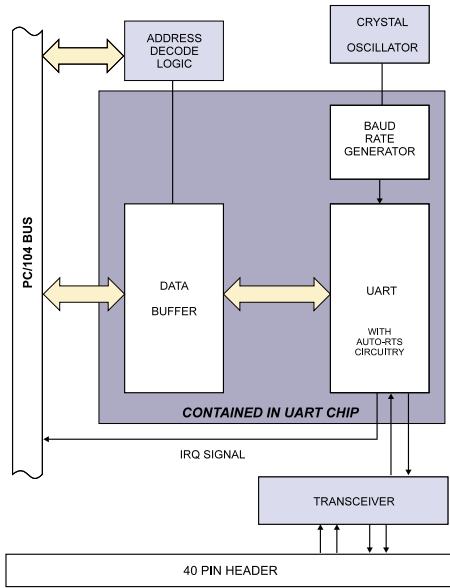 ADDRESS
DECODE
LOGIC
CRYSTAL
OSCILLATOR
BAUD
RATE
GENERATOR
PC/104 BUS
DATA
BUFFER
UART
WITH
AUTO-RTS
CIRCUITRY
CONTAINED IN UART CHIP
IRQ SIGNAL
TRANSCEIVER
40 PIN HEADER